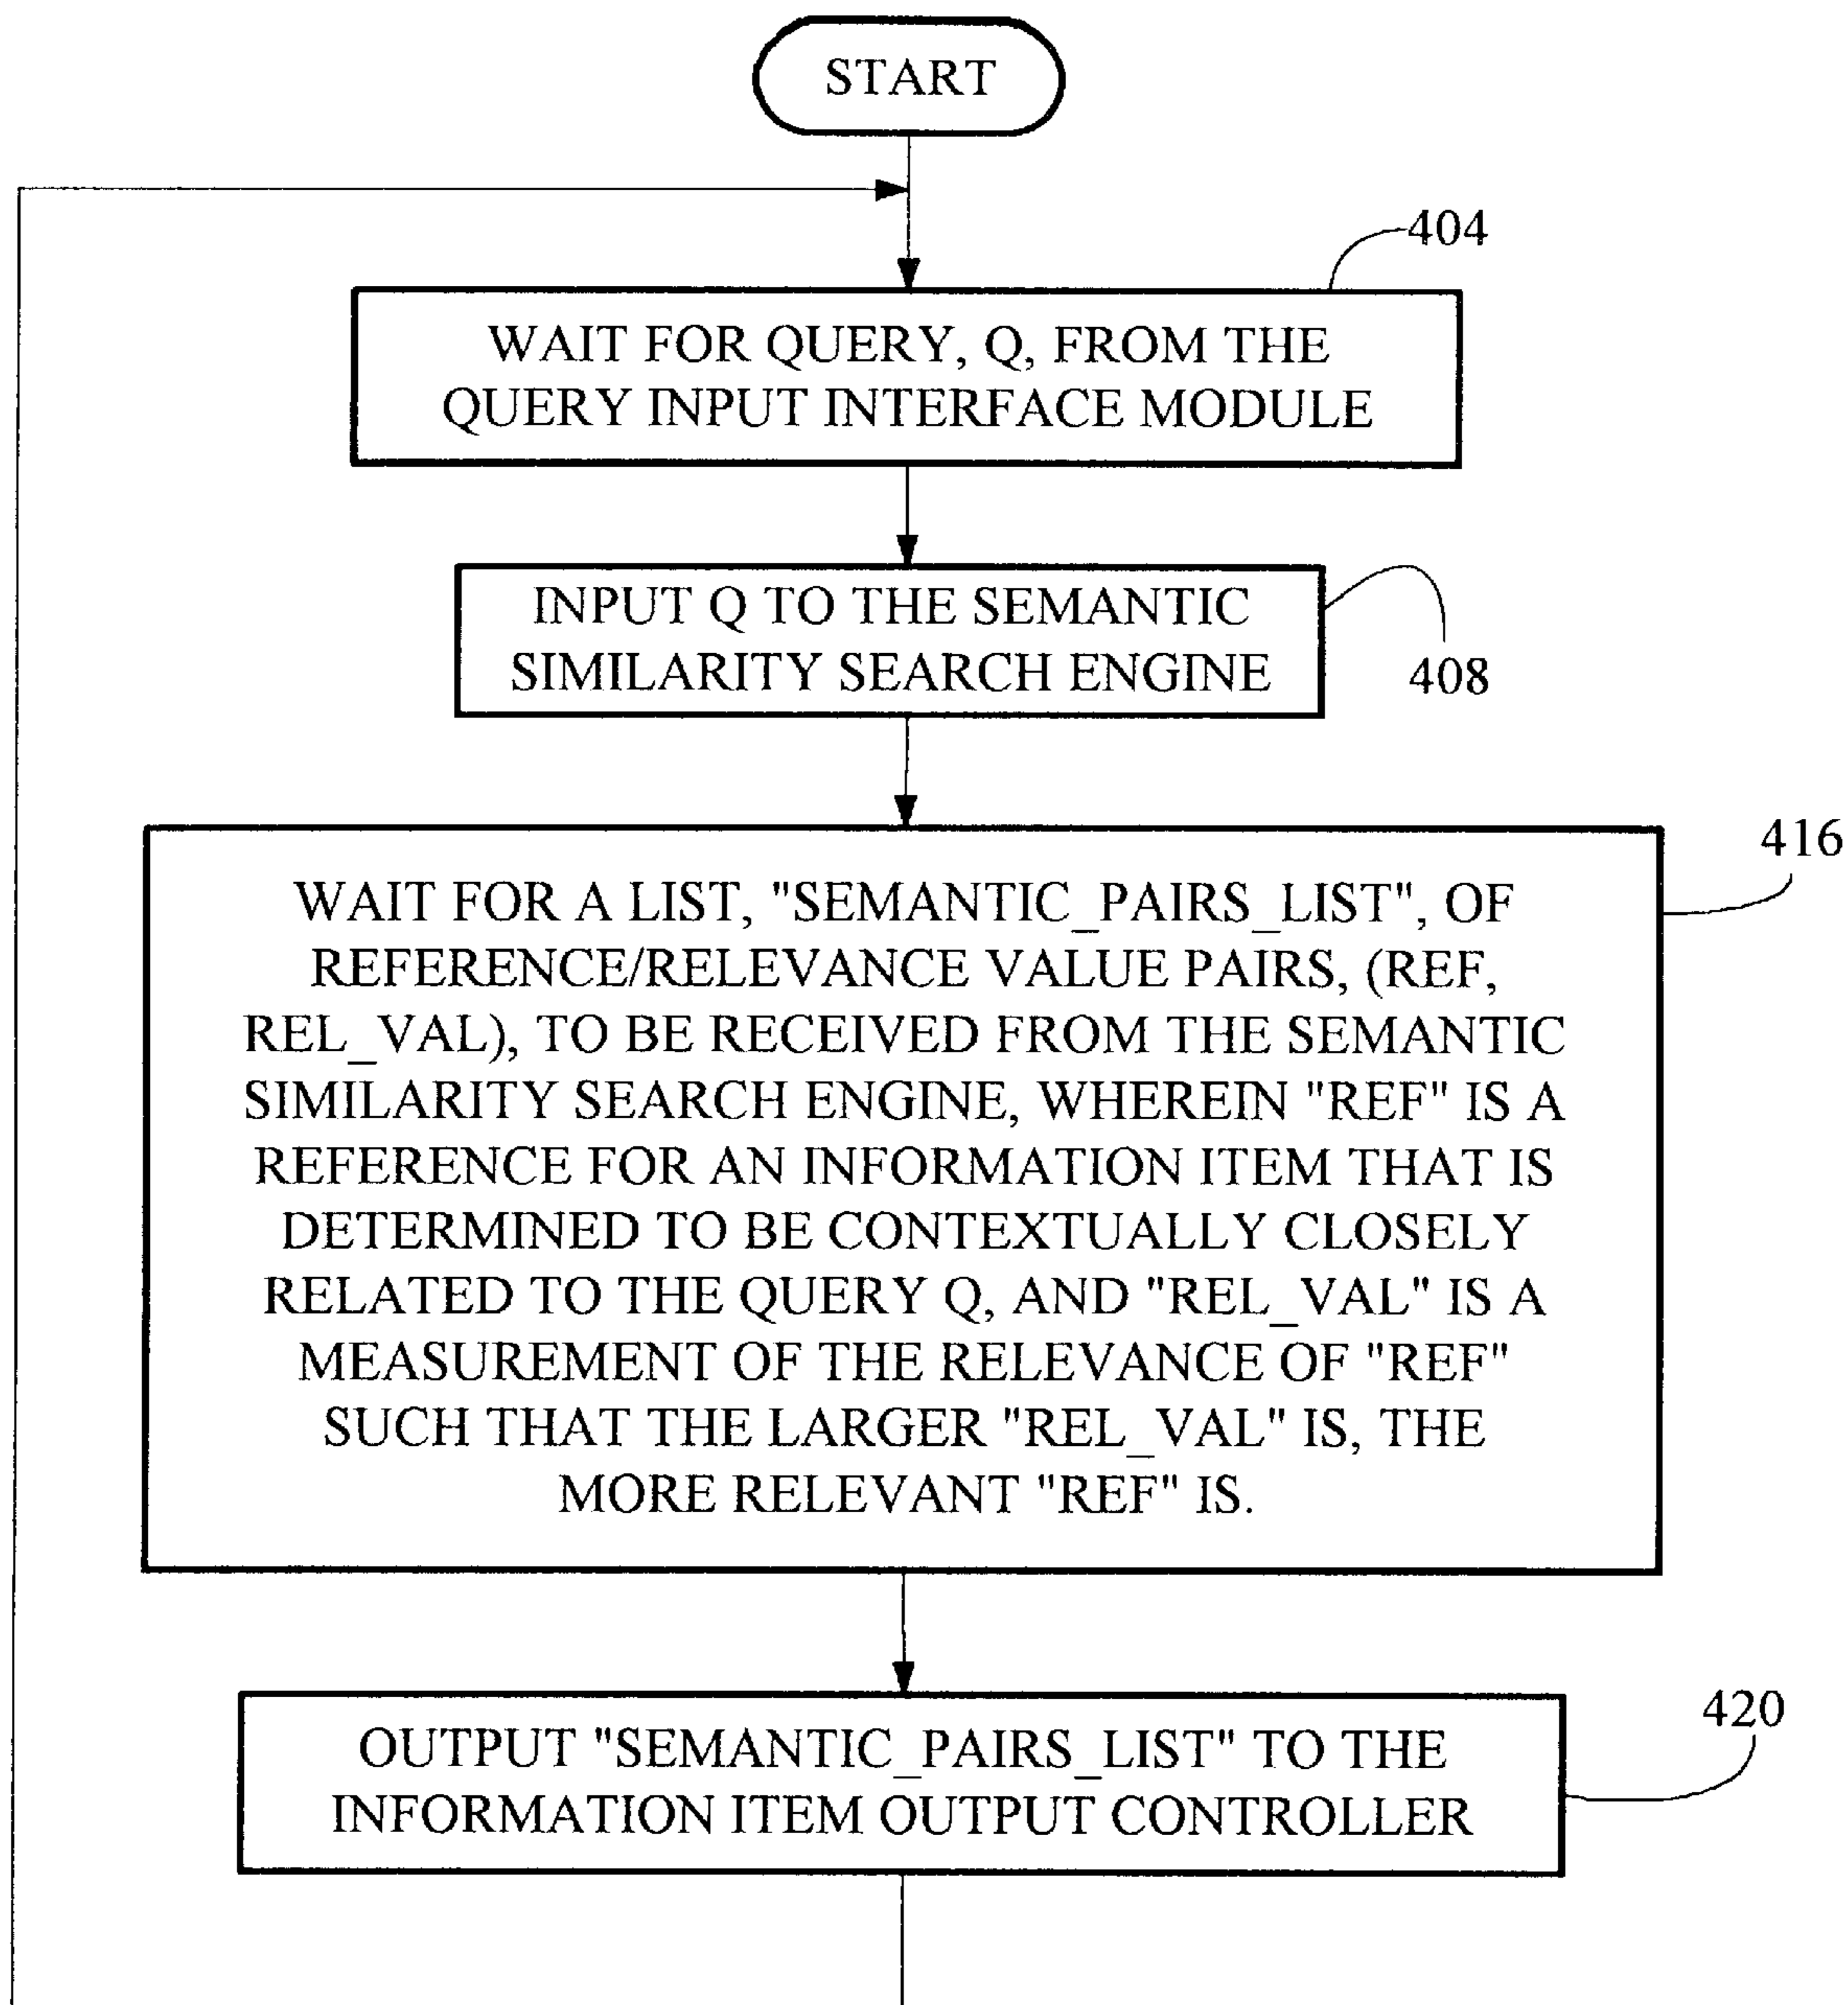 START
404
WAIT FOR QUERY, Q, FROM THE
QUERY INPUT INTERFACE MODULE
INPUT Q TO THE SEMANTIC
SIMILARITY SEARCH ENGINE
408
416
WAIT FOR A LIST, "SEMANTIC_PAIRS_LIST", OF
REFERENCE/RELEVANCE VALUE PAIRS, (REF,
REL_VAL), TO BE RECEIVED FROM THE SEMANTIC
SIMILARITY SEARCH ENGINE, WHEREIN "REF" IS A
REFERENCE FOR AN INFORMATION ITEM THAT IS
DETERMINED TO BE CONTEXTUALLY CLOSELY
RELATED TO THE QUERY Q, AND "REL_VAL" IS A
MEASUREMENT OF THE RELEVANCE OF "REF"
SUCH THAT THE LARGER "REL_VAL" IS, THE
MORE RELEVANT "REF" IS.
420
OUTPUT "SEMANTIC_PAIRS_LIST" TO THE
INFORMATION ITEM OUTPUT CONTROLLER